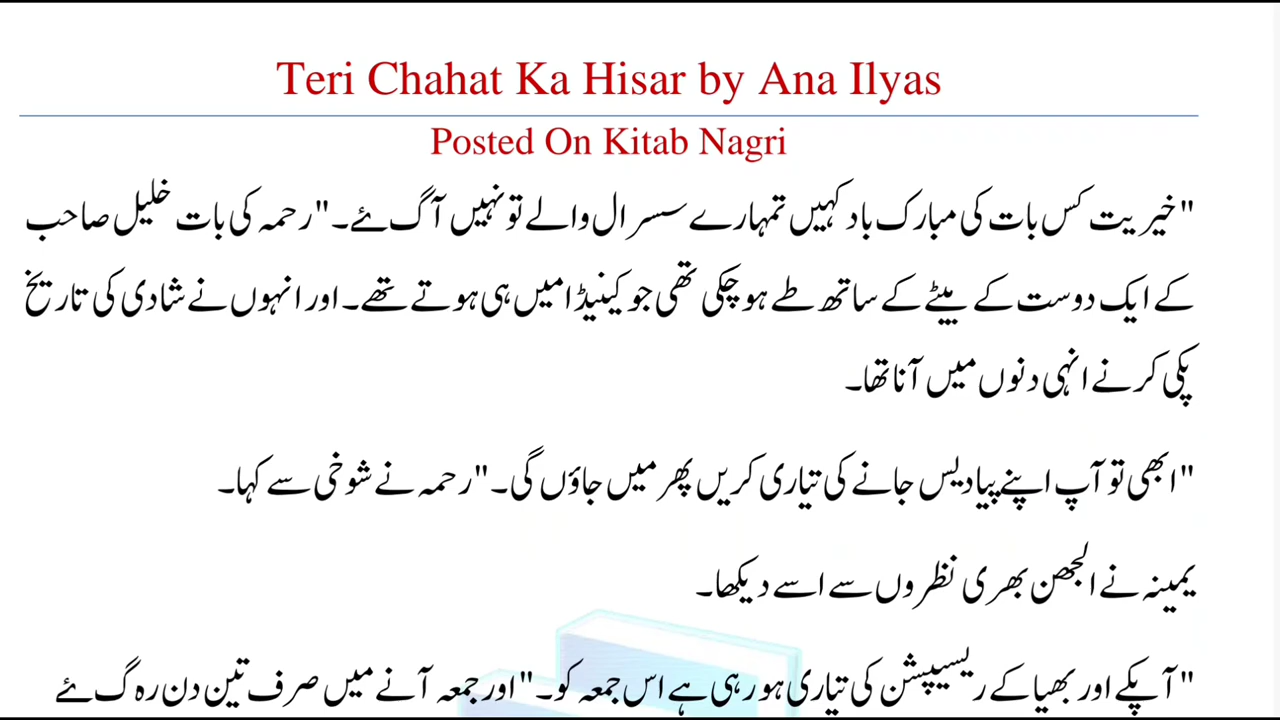 Teri Chahat Ka Hisar by Ana Ilyas
Posted On Kitab Nagri
"خیریت کس بات کی مبارک باد کہیں تمہارے سسرال والے تو نہیں آگ ئے۔" رحمہ کی بات خلیل صاحب
کے ایک دوست کے بیٹے کے ساتھ طے ہو چکی تھی جو کینیڈا میں ہی ہوتے تھے۔ اور انہوں نے شادی کی تاریخ
پکی کرنے انہی دنوں میں آنا تھا۔
"ابھی تو آپ اپنے پیا دیس جانے کی تیاری کریں پھر میں جاؤں گی۔" رحمہ نے شوخی سے کہا۔
یمینہ نے الجھن بھری نظروں سے اسے دیکھا۔
"آپکے اور بھیا کے ریسیپشن کی تیاری ہو رہی ہے اس جمعہ کو۔" اور جمعہ آنے میں صرف تین دن رہ گ ئے